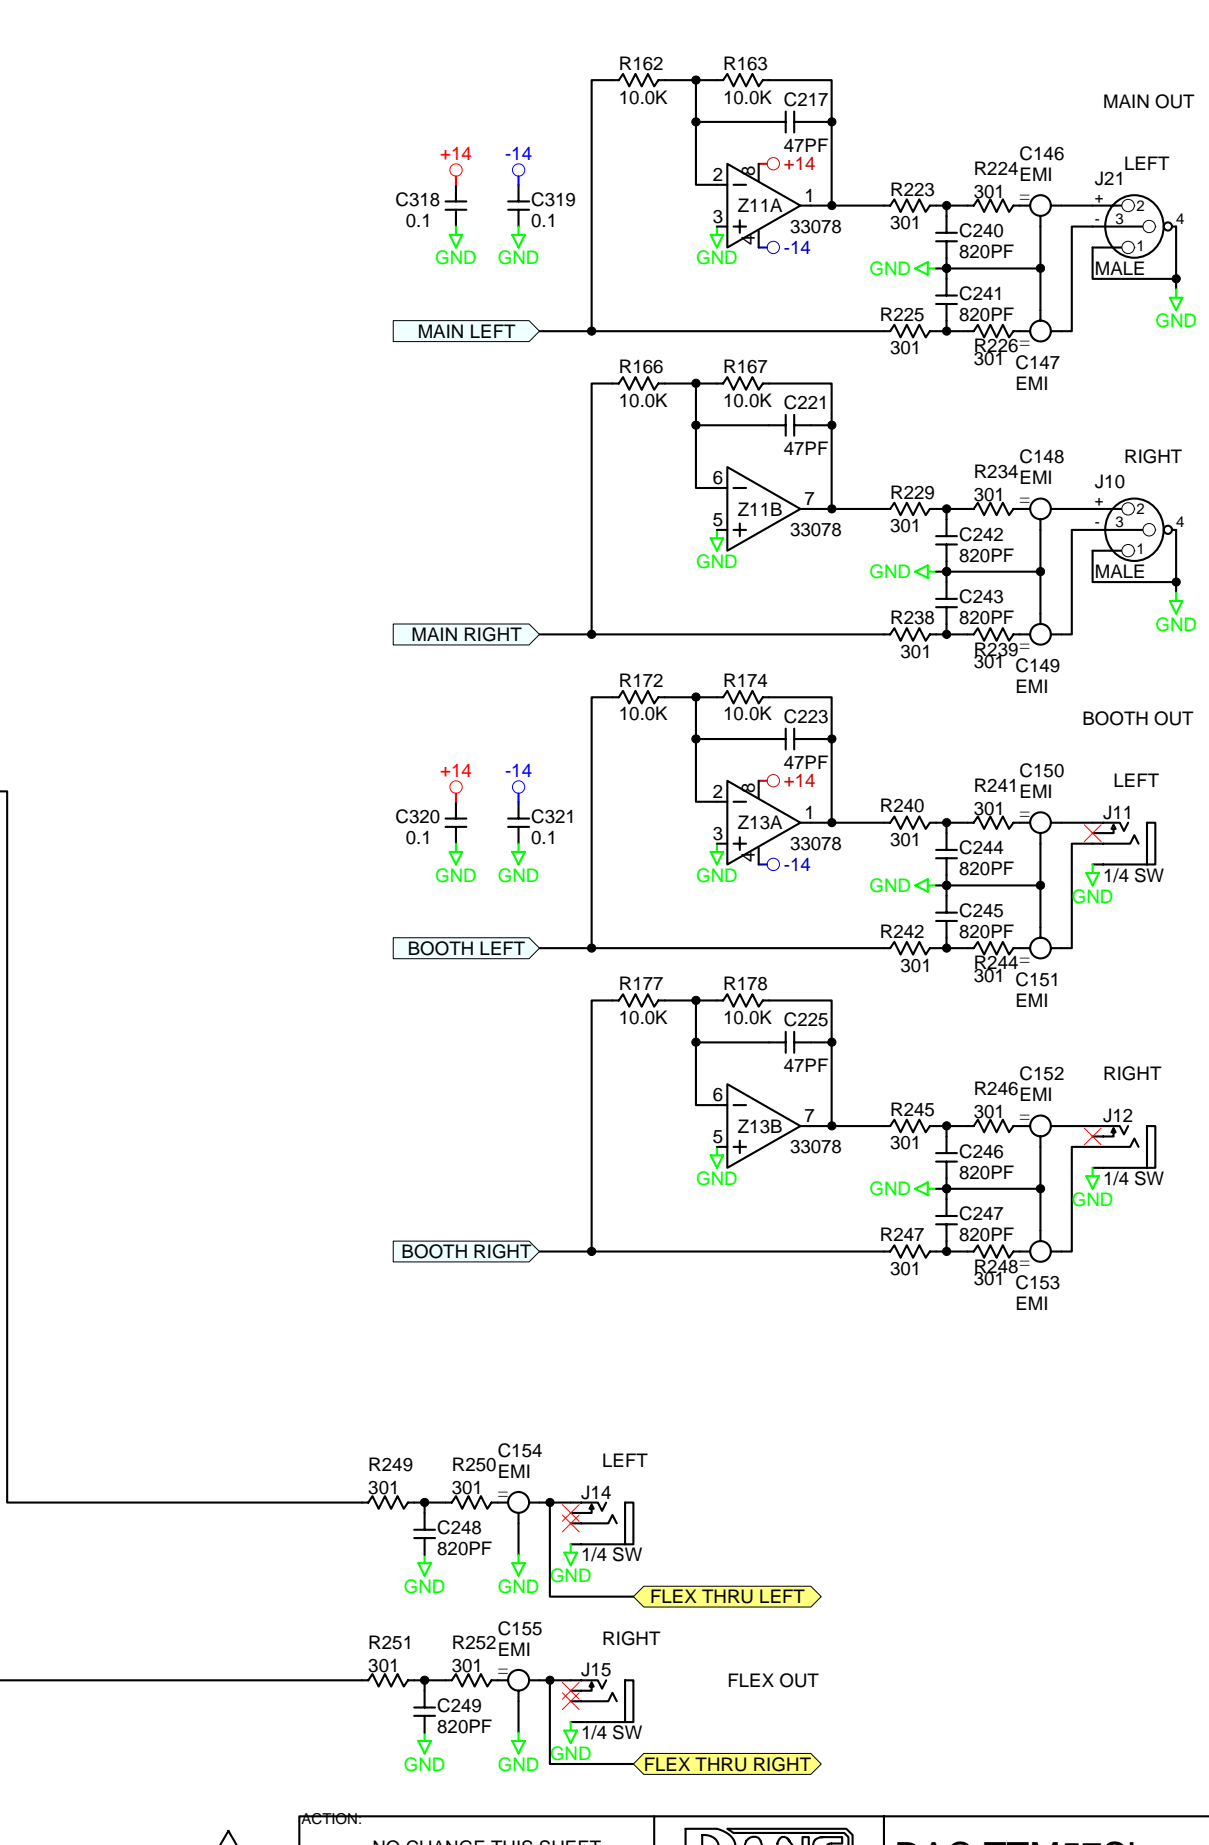 R162 R163
10.0K 10.0K
C217
47PF
MAIN OUT
+14 -14
C318 C319
0.1 0.1
GND GND
+14
8
2
Z11A
1
3
33078
4
-14
GND
R223
301
R224
301
C146
EMI
=
LEFT
J21
+
2
-
3
4
1
MALE
GND
C240
820PF
GND
C241
820PF
MAIN LEFT
R225
301
R226
301
=
C147
EMI
R166 R167
10.0K 10.0K
C221
47PF
6
Z11B
7
5
33078
GND
R229
301
R234
301
C148
EMI
=
RIGHT
J10
+
2
-
3
4
1
MALE
GND
C242
820PF
GND
C243
820PF
MAIN RIGHT
R238
301
R239
301
=
C149
EMI
R172 R174
10.0K 10.0K
C223
47PF
BOOTH OUT
+14 -14
C320 C321
0.1 0.1
GND GND
+14
8
2
Z13A
1
3
33078
4
-14
GND
R240
301
R241
301
C150
EMI
=
LEFT
J11
1/4 SW
GND
C244
820PF
GND
C245
820PF
BOOTH LEFT
R242
301
R244
301
=
C151
EMI
R177 R178
10.0K 10.0K
C225
47PF
6
Z13B
7
5
33078
GND
R245
301
R246
301
C152
EMI
=
RIGHT
J12
1/4 SW
GND
C246
820PF
GND
C247
820PF
BOOTH RIGHT
R247
301
R248
301
=
C153
EMI
R249
301
R250
301
C154
EMI
=
LEFT
J14
C248
820PF
1/4 SW
GND GND GND
FLEX THRU LEFT
R251
301
R252
301
C155
EMI
=
RIGHT
J15
FLEX OUT
C249
820PF
1/4 SW
GND GND GND
FLEX THRU RIGHT
ACTION:
NO CHANGE THIS SHEET
RANE